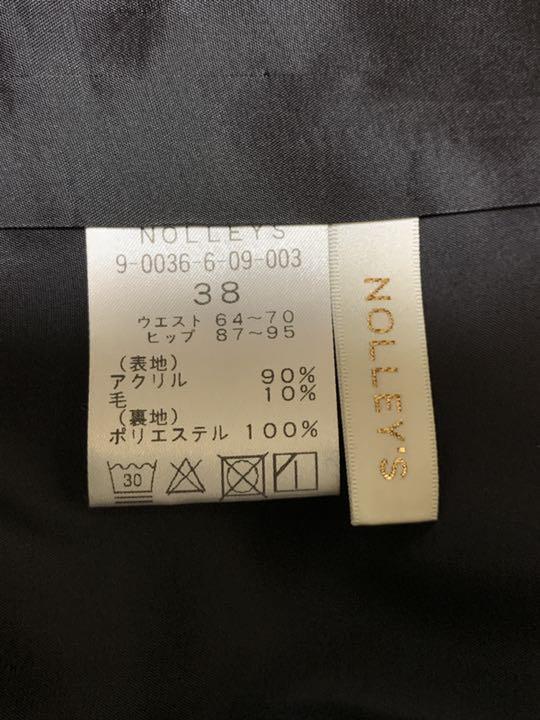 NOLLEYS
9-0036-6-09-003
38
ウエスト 64～70
ヒップ 87～95
(表地)
アクリル 90%
毛 10%
(裏地)
ポリエステル 100%
30
NOLLEY'S